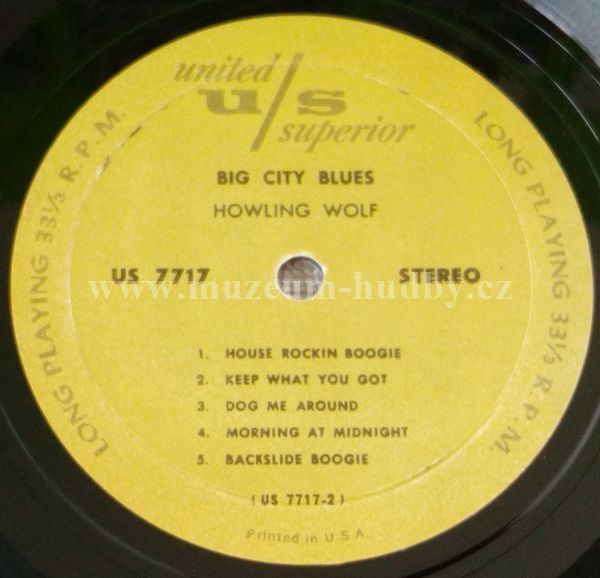 united
u/s
superior
BIG CITY BLUES
HOWLING WOLF
LONG PLAYING 33⅓ R.P.M.
LONG PLAYING 33⅓ R.P.M.
US 7717
STEREO
www.muzeum-hudby.cz
1. HOUSE ROCKIN BOOGIE
2. KEEP WHAT YOU GOT
3. DOG ME AROUND
4. MORNING AT MIDNIGHT
5. BACKSLIDE BOOGIE
(US 7717-2)
Printed in U.S.A